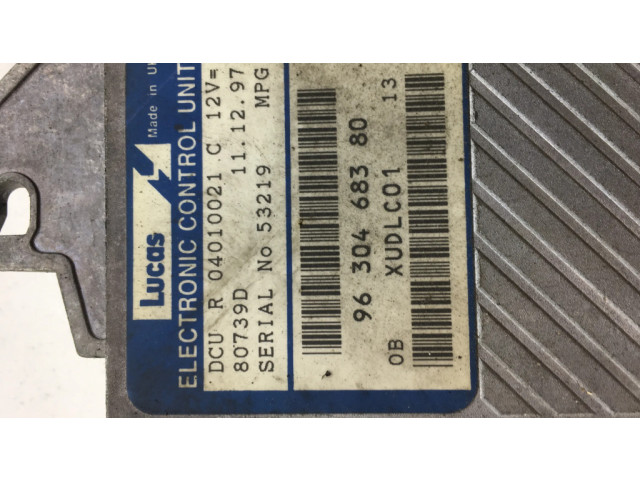 Lucas Made in U
ELECTRONIC CONTROL UNIT
DCU R 04010021 C 12V=
80739D 11.12.97
SERIAL No 53219 MPG
96 304 683 80
0B XUDLC01 13